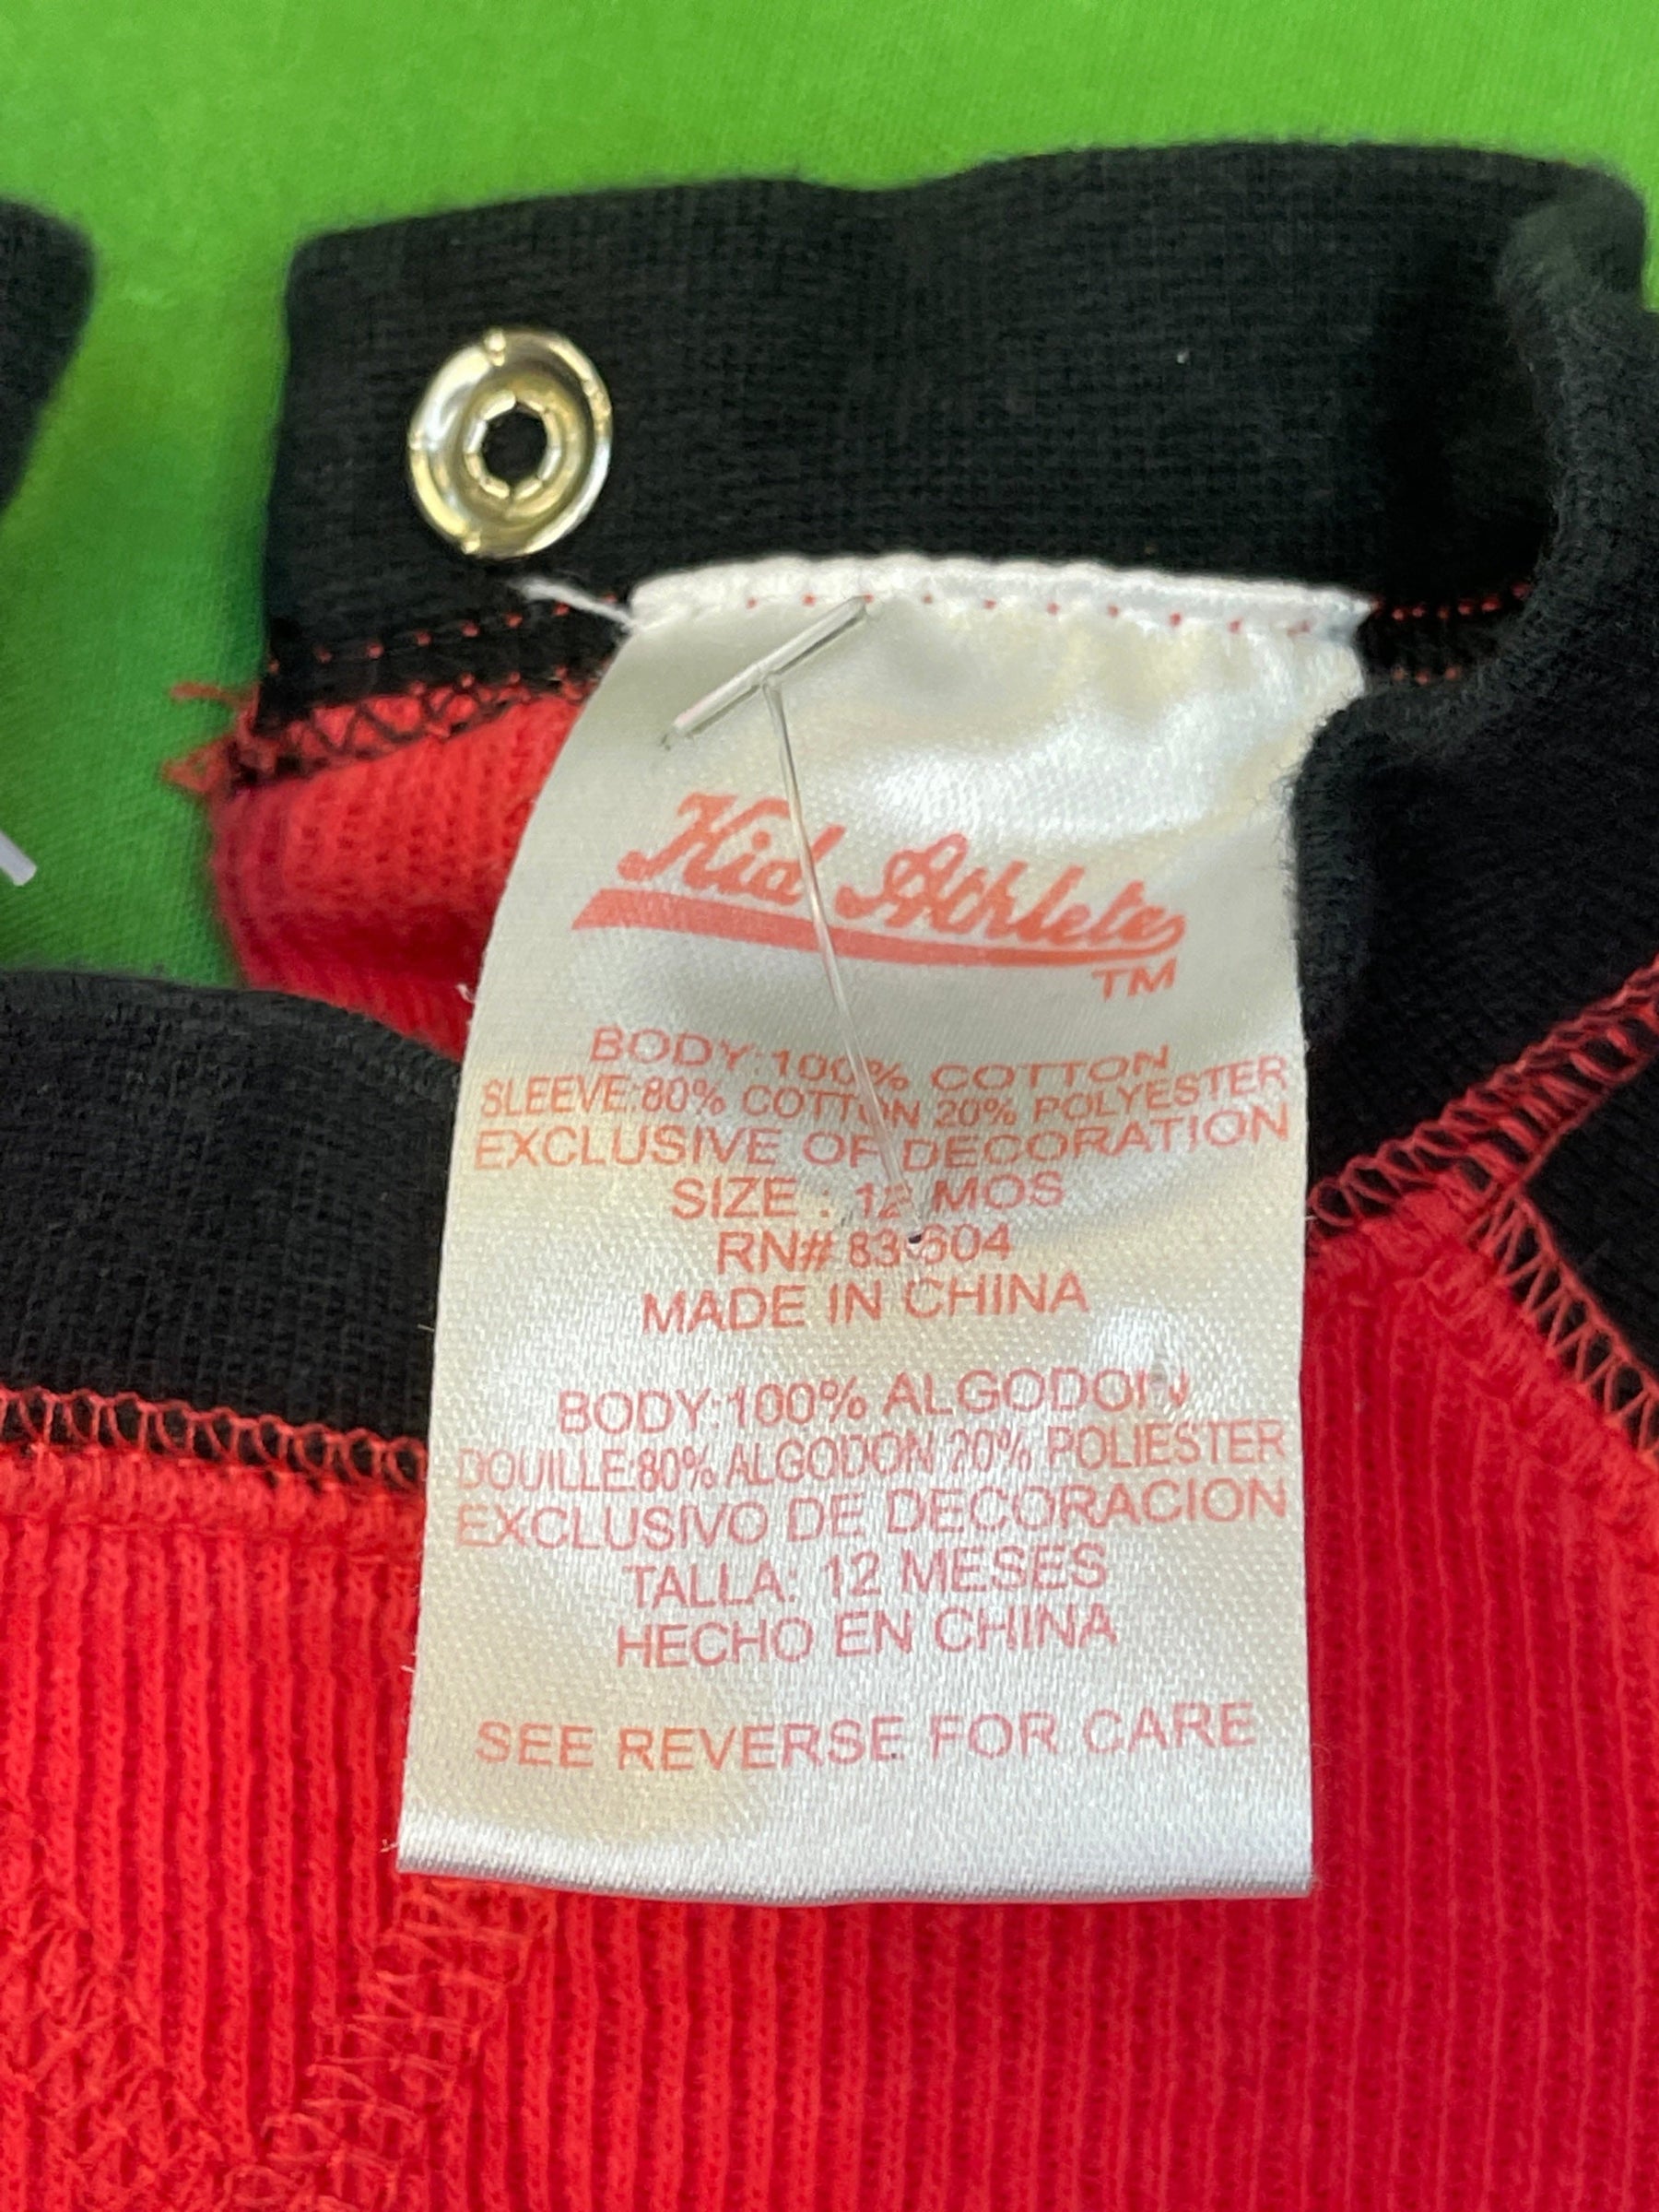 Kid Athlete
TM
BODY:100% COTTON
SLEEVE:80% COTTON 20% POLYESTER
EXCLUSIVE OF DECORATION
SIZE : 12 MOS
RN# 83604
MADE IN CHINA
BODY:100% ALGODON
DOUILLE:80% ALGODON 20% POLIESTER
EXCLUSIVO DE DECORACION
TALLA: 12 MESES
HECHO EN CHINA
SEE REVERSE FOR CARE